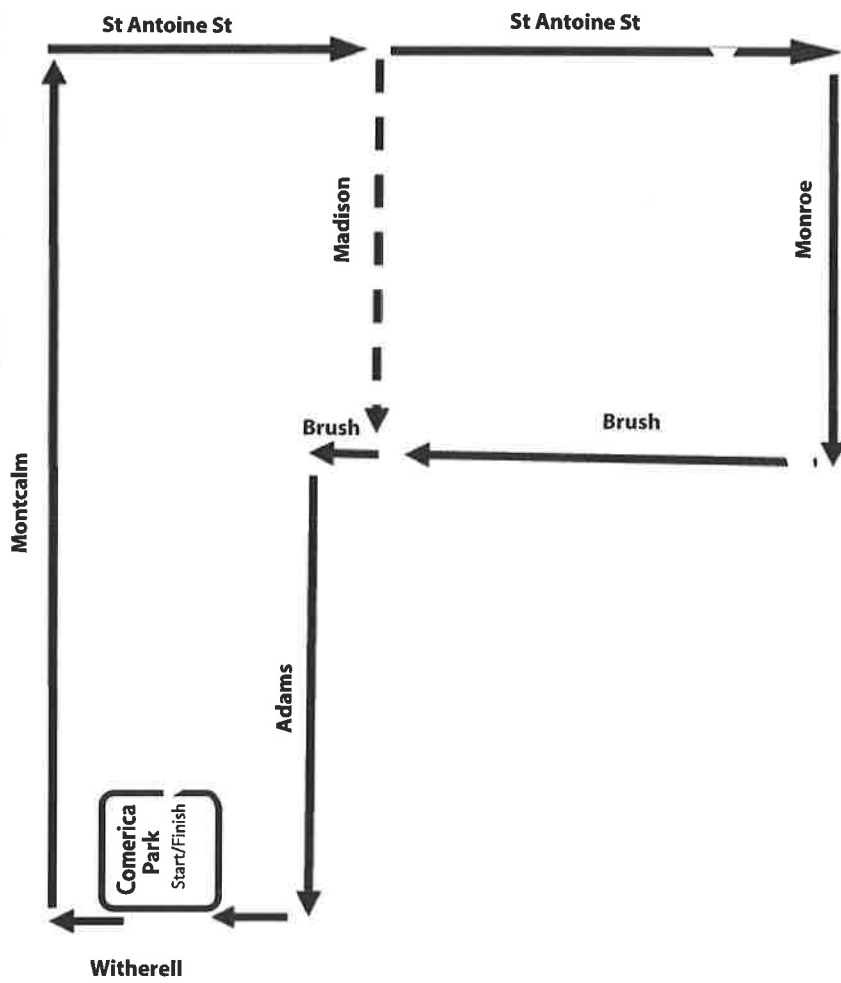 St Antoine St
St Antoine St
Madison
Monroe
Brush
Brush
Montcalm
Adams
Comerica
Park
Start/Finish
Witherell